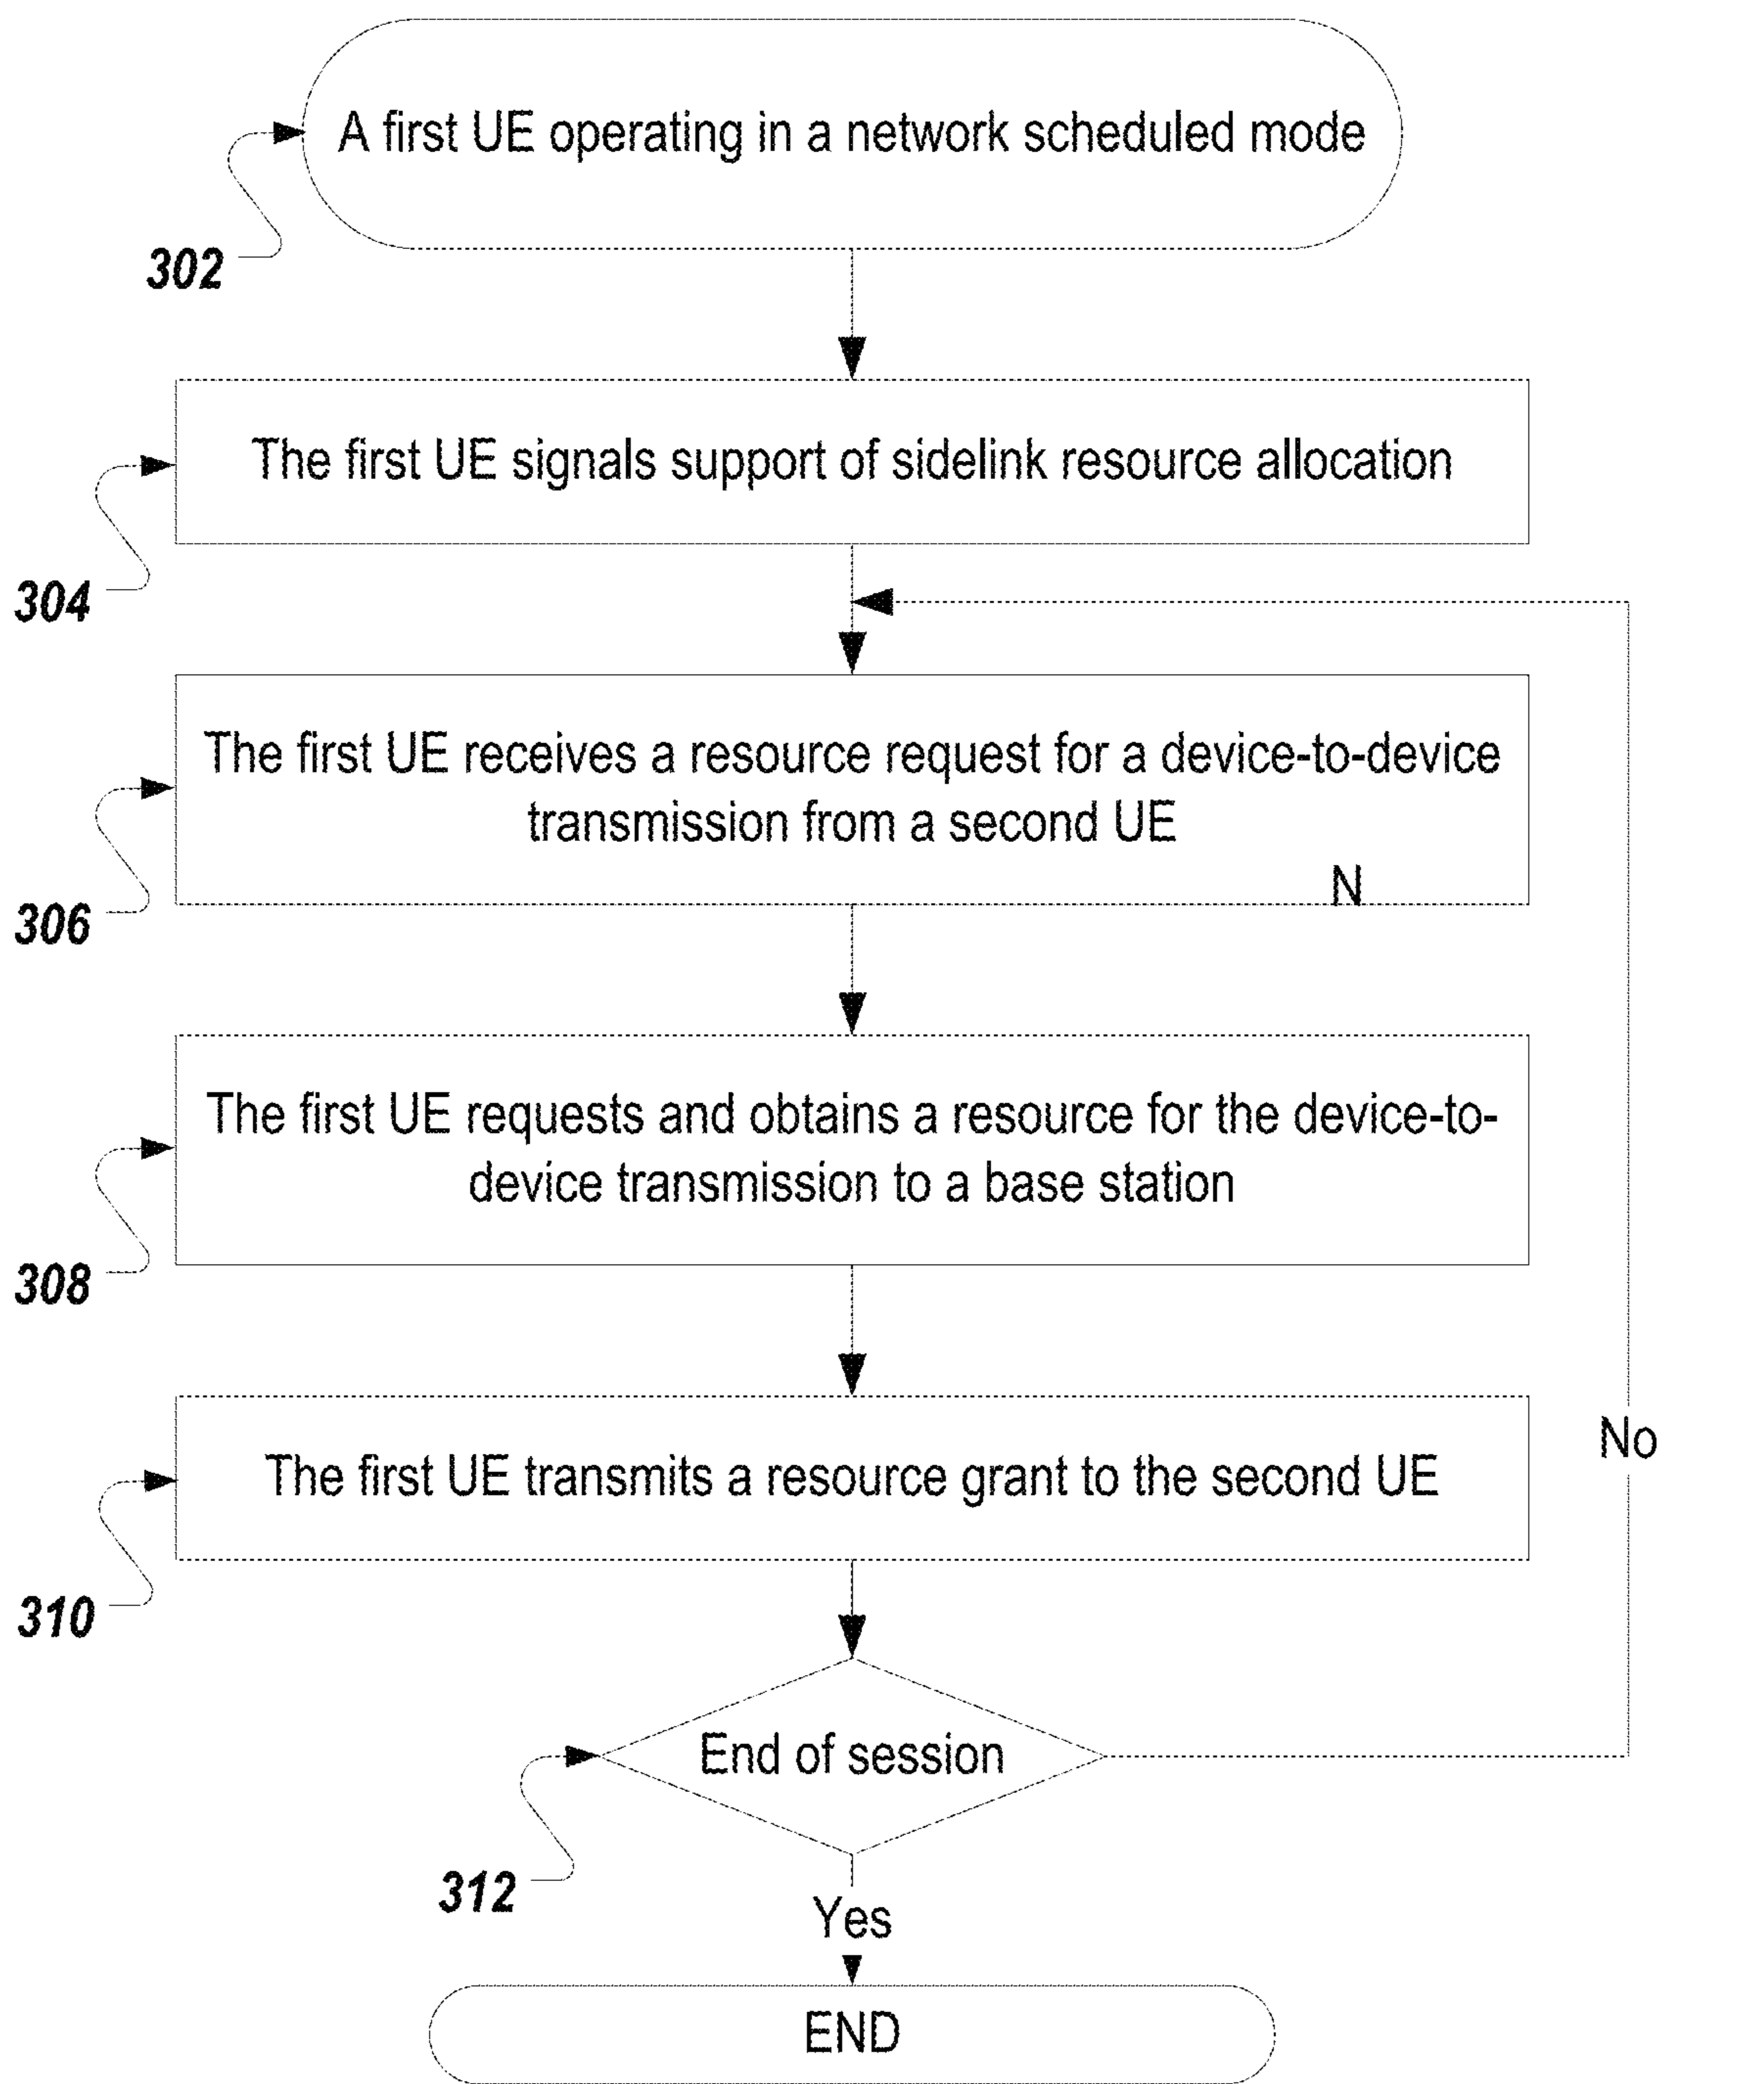 A first UE operating in a network scheduled mode
302
The first UE signals support of sidelink resource allocation
304
The first UE receives a resource request for a device-to-device
transmission from a second UE
N
306
The first UE requests and obtains a resource for the device-to-
device transmission to a base station
308
The first UE transmits a resource grant to the second UE
No
310
End of session
312
Yes
END